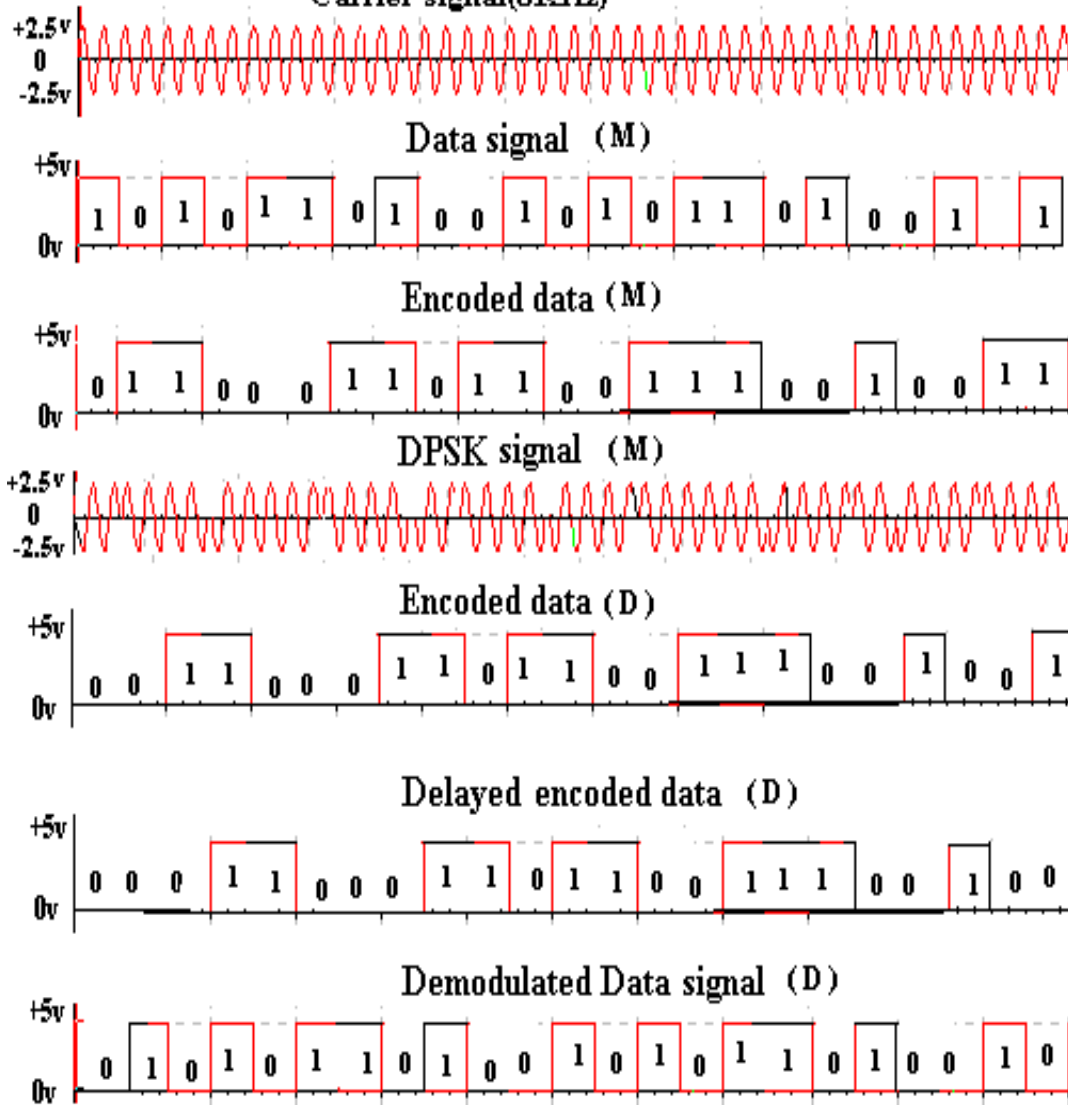 Carrier signal
+2.5v
0
-2.5v
Data signal (M)
+5v
1 0 1 0 1 1 0 1 0 0 1 0 1 0 1 1 0 1 0 0 1 1
0v
Encoded data (M)
+5v
0 1 1 0 0 0 1 1 0 1 1 0 0 1 1 1 0 0 1 0 0 1 1
0v
DPSK signal (M)
+2.5v
0
-2.5v
Encoded data (D)
+5v
0 0 1 1 0 0 0 1 1 0 1 1 0 0 1 1 1 0 0 1 0 0 1
0v
Delayed encoded data (D)
+5v
0 0 0 1 1 0 0 0 1 1 0 1 1 0 0 1 1 1 0 0 1 0 0
0v
Demodulated Data signal (D)
+5v
0 1 0 1 0 1 1 0 1 0 0 1 0 1 0 1 1 0 1 0 0 1 0
0v